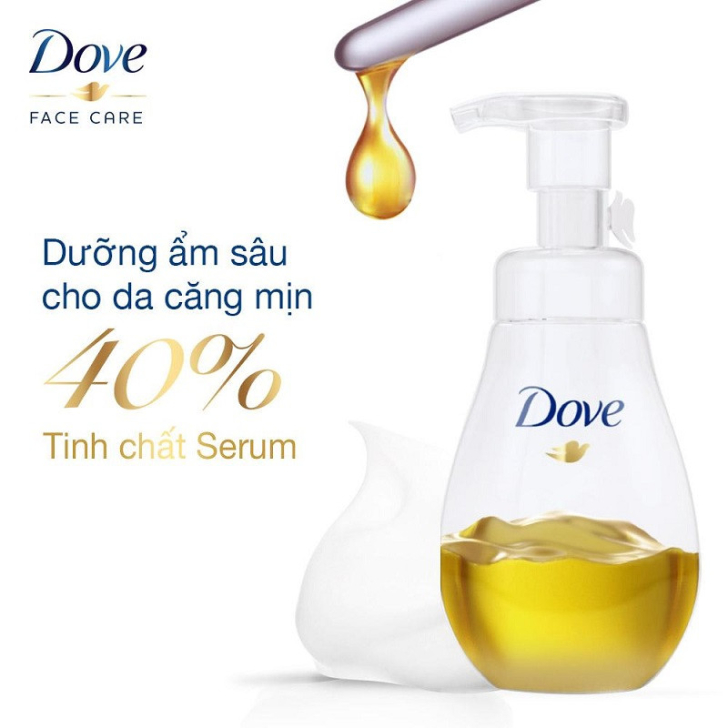 Dove
FACE CARE
Dưỡng ẩm sâu
cho da căng mịn
40%
Tinh chất Serum
Dove